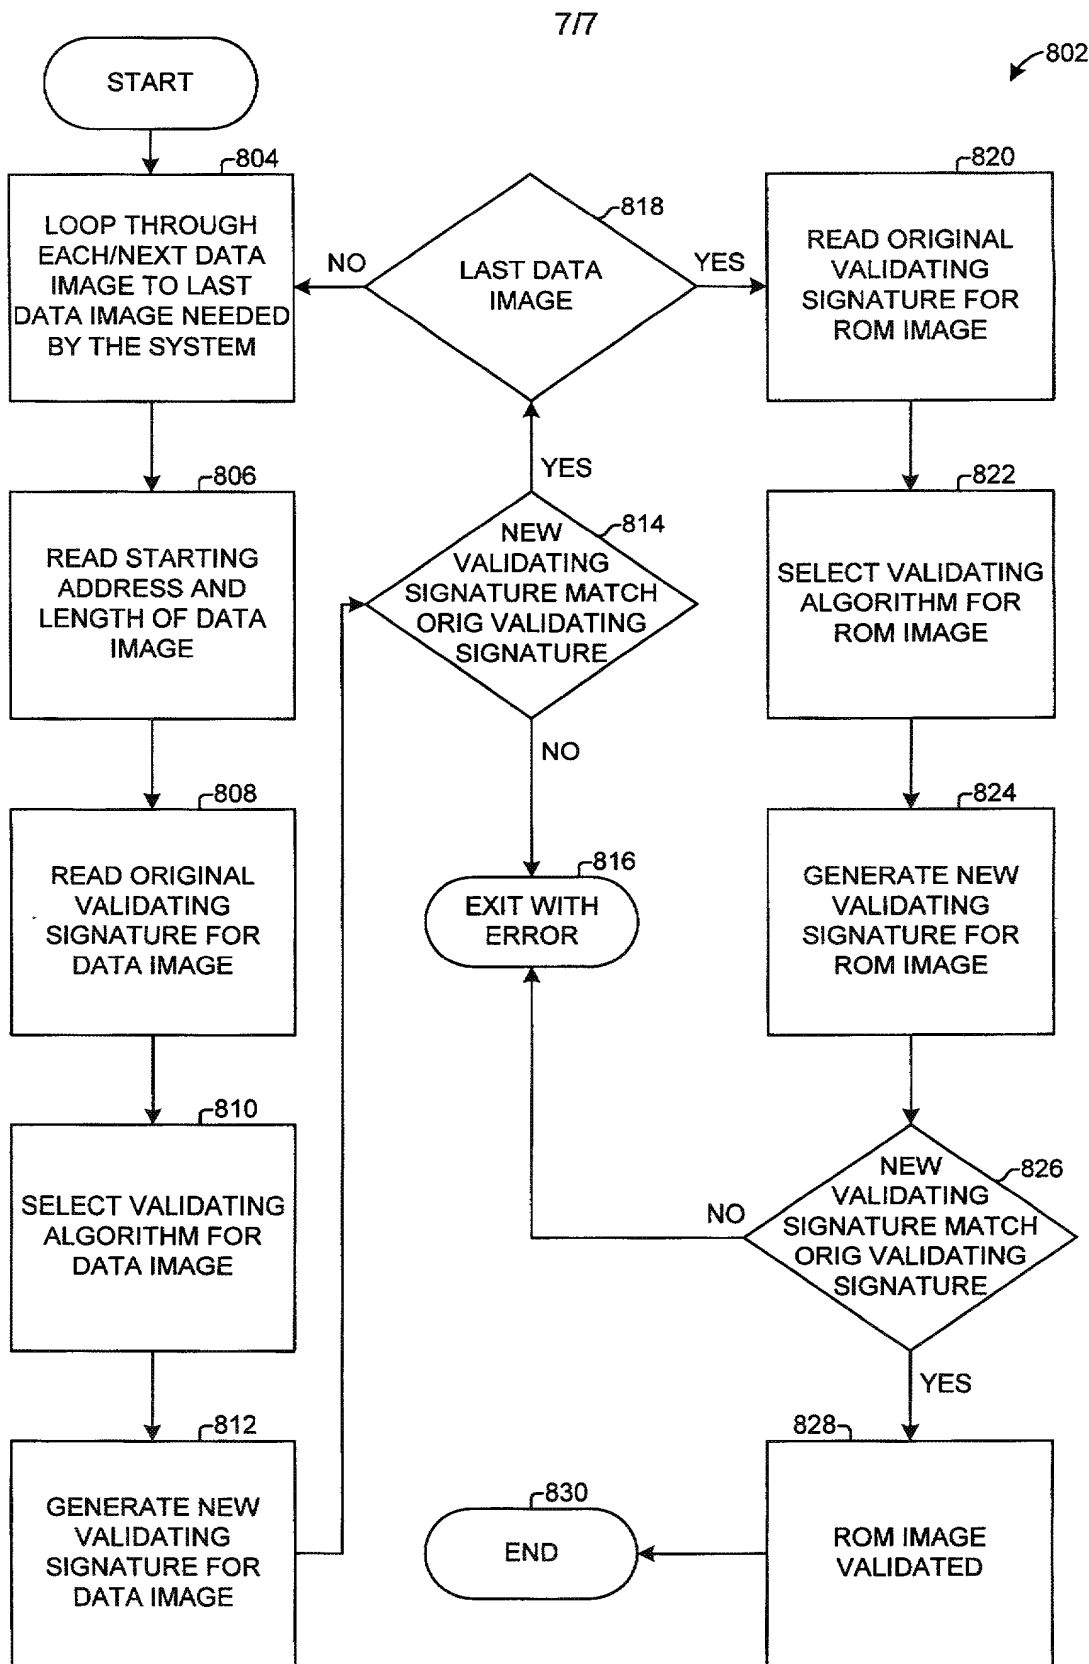 7/7
802
START
804
LOOP THROUGH
EACH/NEXT DATA
IMAGE TO LAST
DATA IMAGE NEEDED
BY THE SYSTEM
806
READ STARTING
ADDRESS AND
LENGTH OF DATA
IMAGE
808
READ ORIGINAL
VALIDATING
SIGNATURE FOR
DATA IMAGE
810
SELECT VALIDATING
ALGORITHM FOR
DATA IMAGE
812
GENERATE NEW
VALIDATING
SIGNATURE FOR
DATA IMAGE
814
NEW
VALIDATING
SIGNATURE MATCH
ORIG VALIDATING
SIGNATURE
YES
NO
816
EXIT WITH
ERROR
818
LAST DATA
IMAGE
NO
YES
820
READ ORIGINAL
VALIDATING
SIGNATURE FOR
ROM IMAGE
822
SELECT VALIDATING
ALGORITHM FOR
ROM IMAGE
824
GENERATE NEW
VALIDATING
SIGNATURE FOR
ROM IMAGE
826
NEW
VALIDATING
SIGNATURE MATCH
ORIG VALIDATING
SIGNATURE
NO
YES
828
ROM IMAGE
VALIDATED
830
END